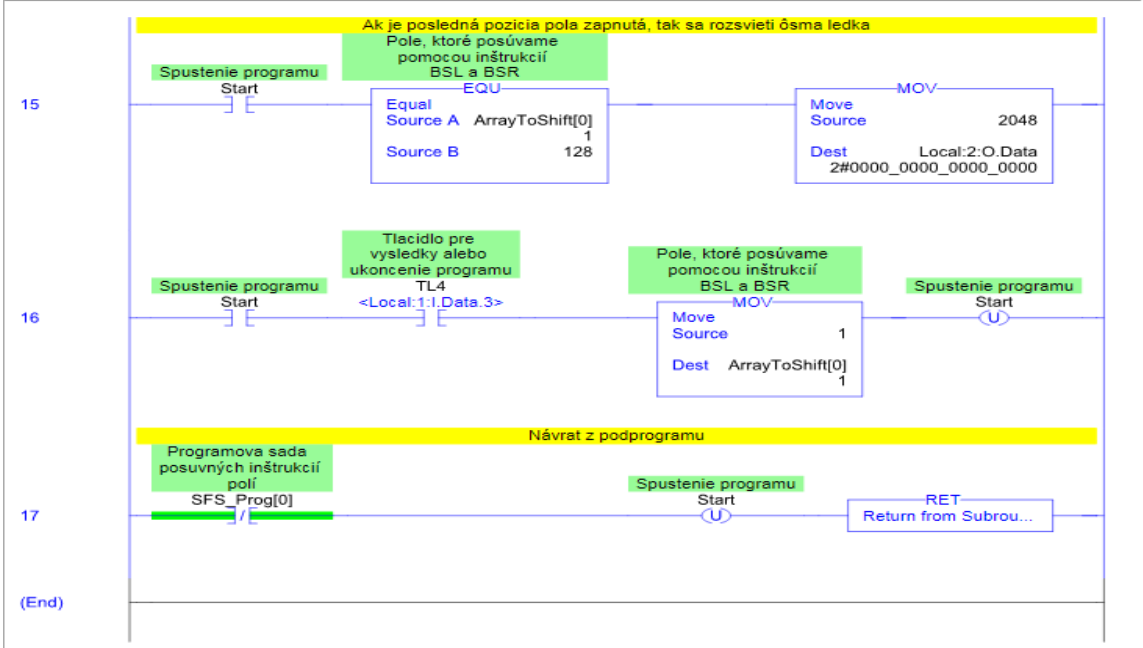 Ak je posledná pozicia pola zapnutá, tak sa rozsvieti ôsma ledka
Pole, ktoré posúvame
pomocou inštrukcií
BSL a BSR
Spustenie programu
Start
EQU
Equal
Source A ArrayToShift[0]
1
Source B 128
MOV
Move
Source 2048
Dest Local:2:O.Data
2#0000_0000_0000_0000
15
Tlacidlo pre
vysledky alebo
ukoncenie programu
TL4
<Local:1:I.Data.3>
Spustenie programu
Start
Pole, ktoré posúvame
pomocou inštrukcií
BSL a BSR
MOV
Move
Source 1
Dest ArrayToShift[0]
1
Spustenie programu
Start
U
16
Návrat z podprogramu
Programova sada
posuvných inštrukcií
polí
SFS_Prog[0]
Spustenie programu
Start
U
RET
Return from Subrou...
17
(End)